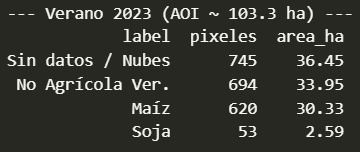 --- Verano 2023 (AOI ~ 103.3 ha) ---
label pixeles area_ha
Sin datos / Nubes 745 36.45
No Agrícola Ver. 694 33.95
Maíz 620 30.33
Soja 53 2.59